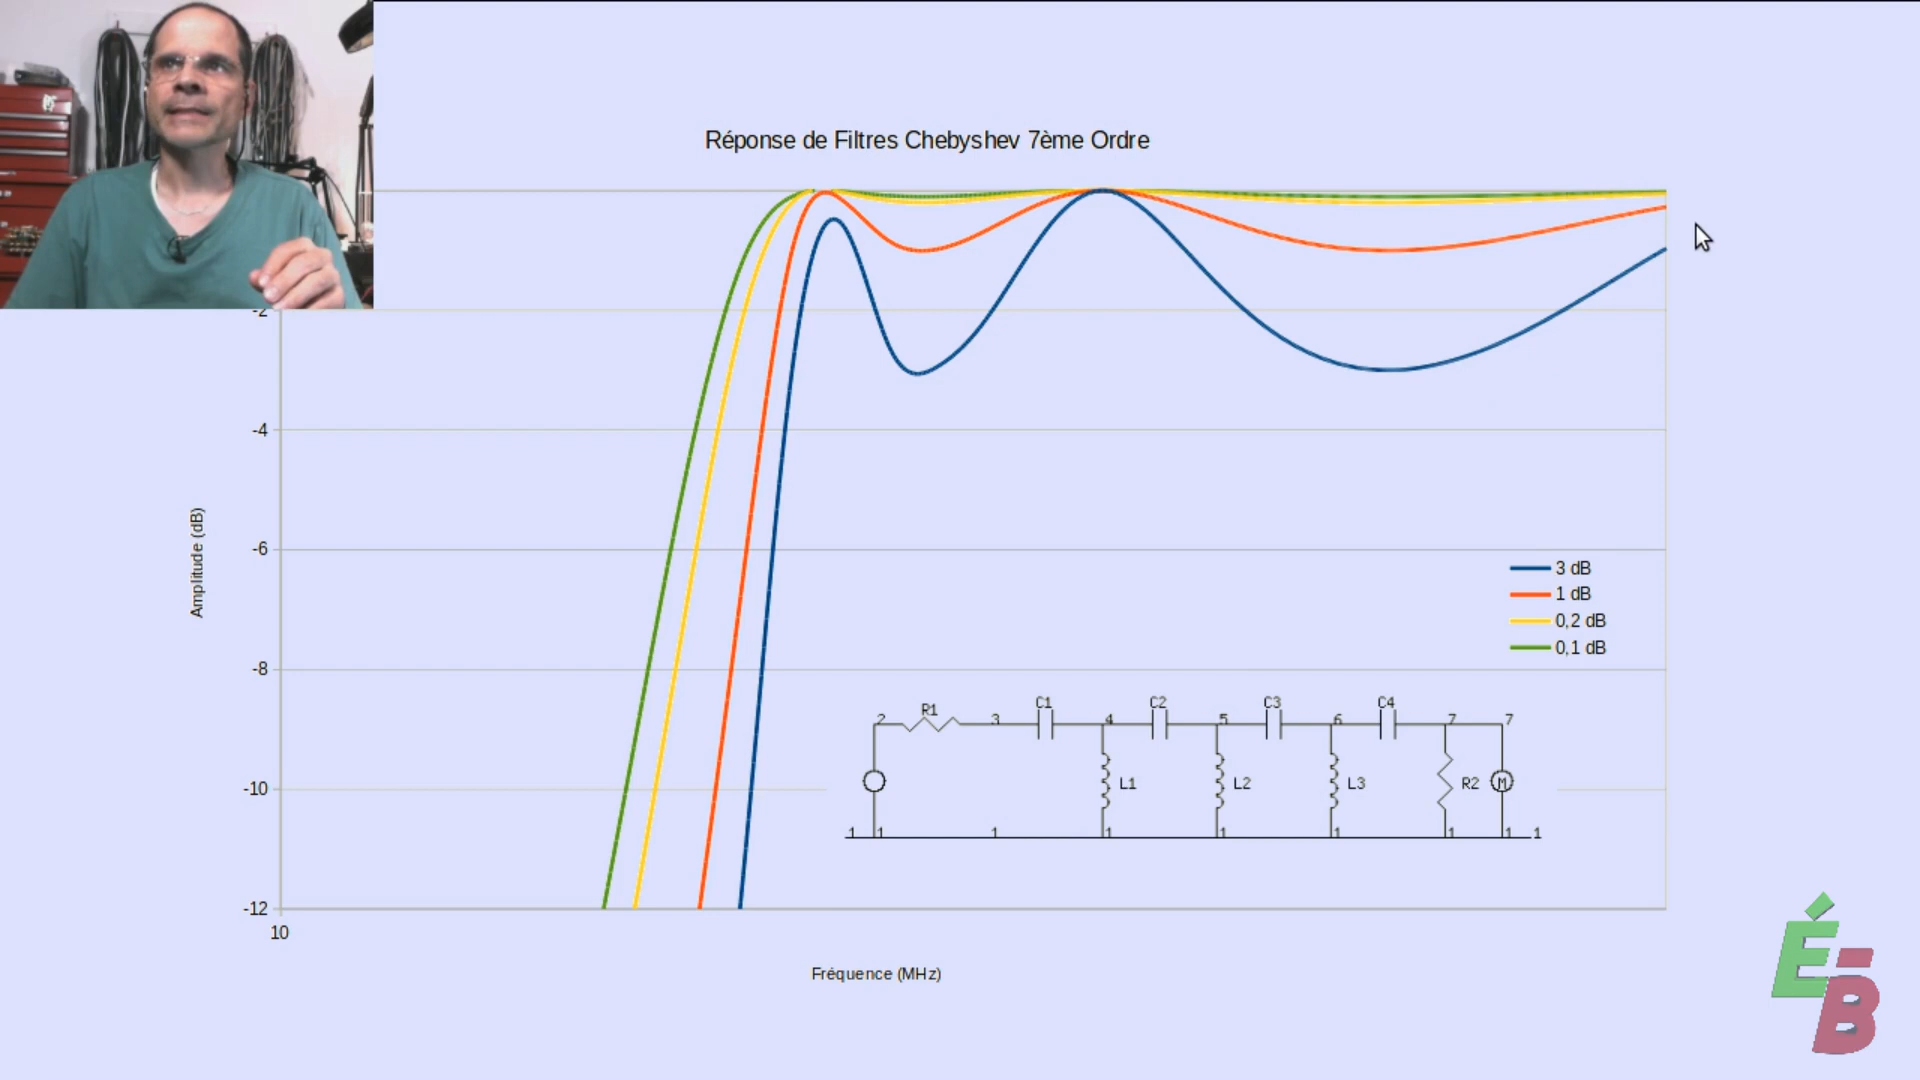 Réponse de Filtres Chebyshev 7ème Ordre
-2
-4
-6
-8
-10
-12
10
Amplitude (dB)
Fréquence (MHz)
3 dB
1 dB
0,2 dB
0,1 dB
2 R1 3 C1 4 C2 5 C3 6 C4 7 7
L1 L2 L3 R2 M
1 1 1 1 1 1 1 1 1
ÉB